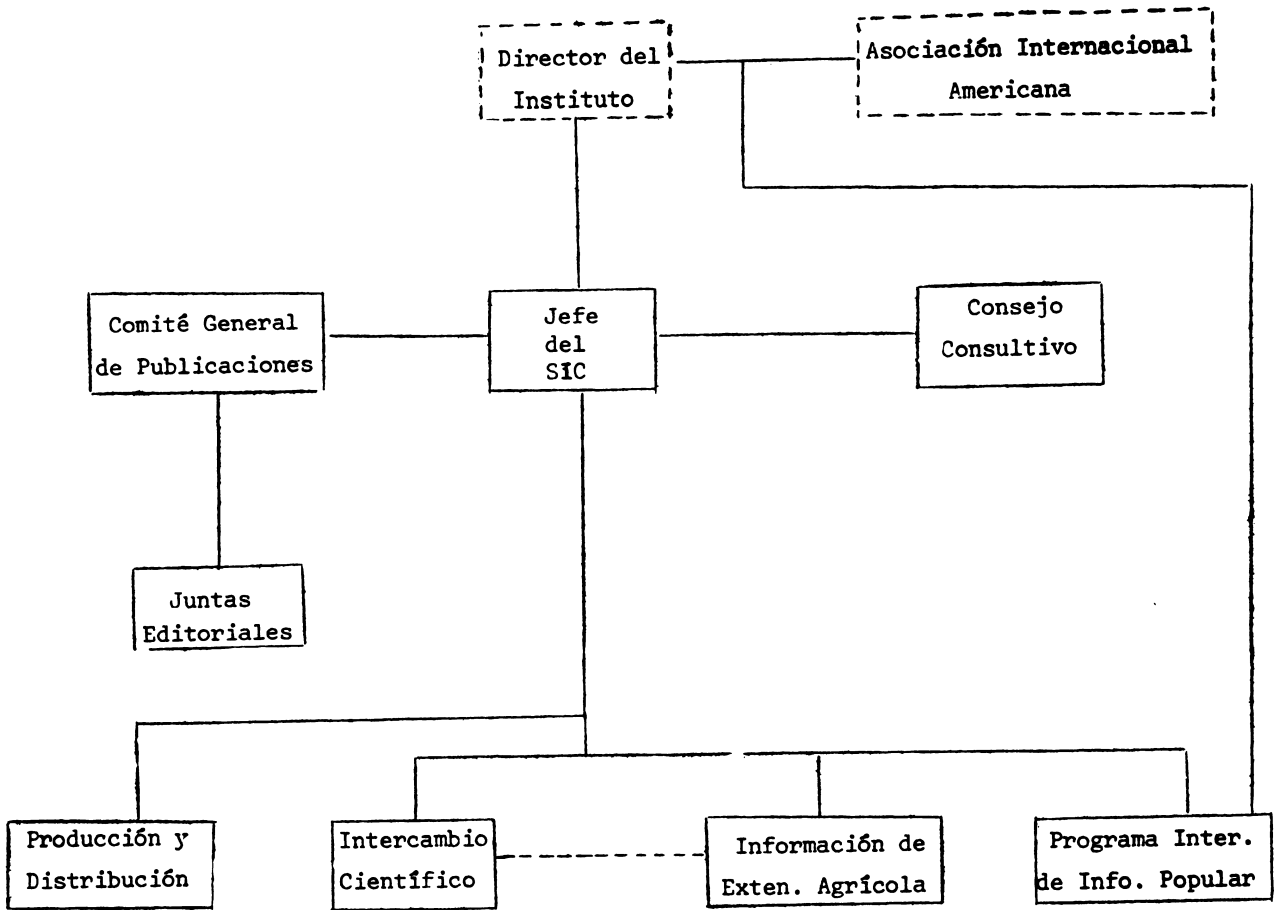 Director del
Instituto
Asociación Internacional
Americana
Comité General
de Publicaciones
Jefe
del
SIC
Consejo
Consultivo
Juntas
Editoriales
Producción y
Distribución
Intercambio
Científico
Información de
Exten. Agrícola
Programa Inter.
de Info. Popular